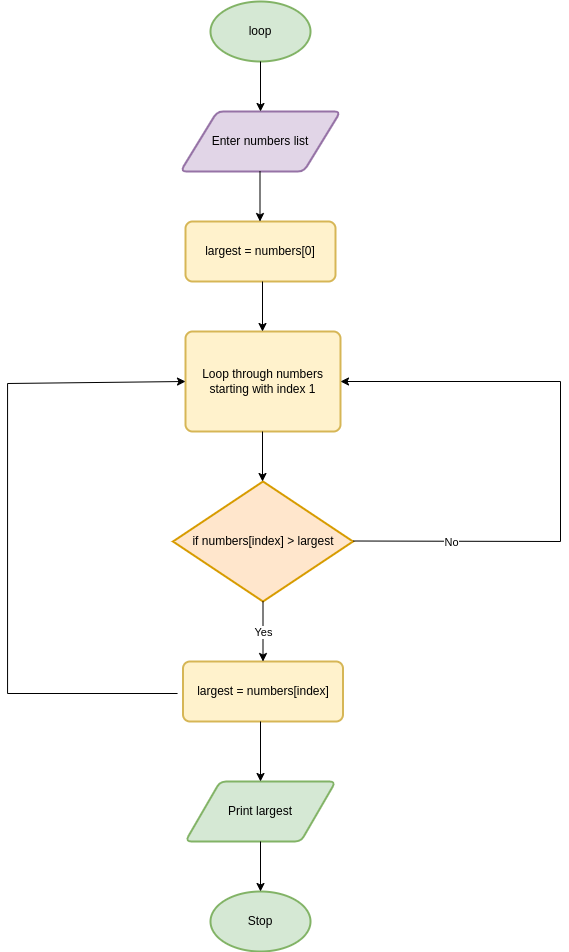 loop
Enter numbers list
largest = numbers[0]
Loop through numbers
starting with index 1
if numbers[index] > largest
No
Yes
largest = numbers[index]
Print largest
Stop